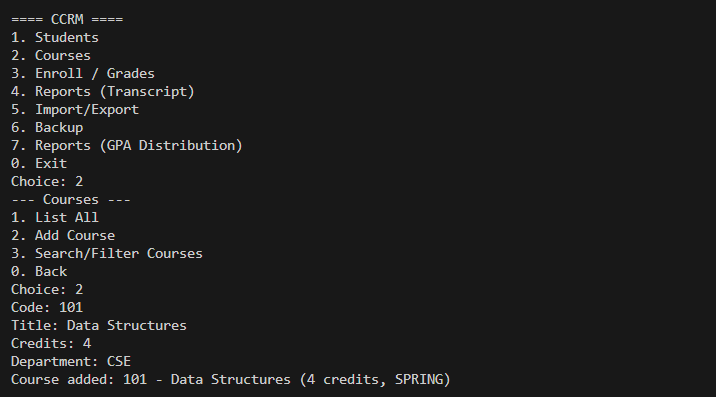 ==== CCRM ====
1. Students
2. Courses
3. Enroll / Grades
4. Reports (Transcript)
5. Import/Export
6. Backup
7. Reports (GPA Distribution)
0. Exit
Choice: 2
--- Courses ---
1. List All
2. Add Course
3. Search/Filter Courses
0. Back
Choice: 2
Code: 101
Title: Data Structures
Credits: 4
Department: CSE
Course added: 101 - Data Structures (4 credits, SPRING)